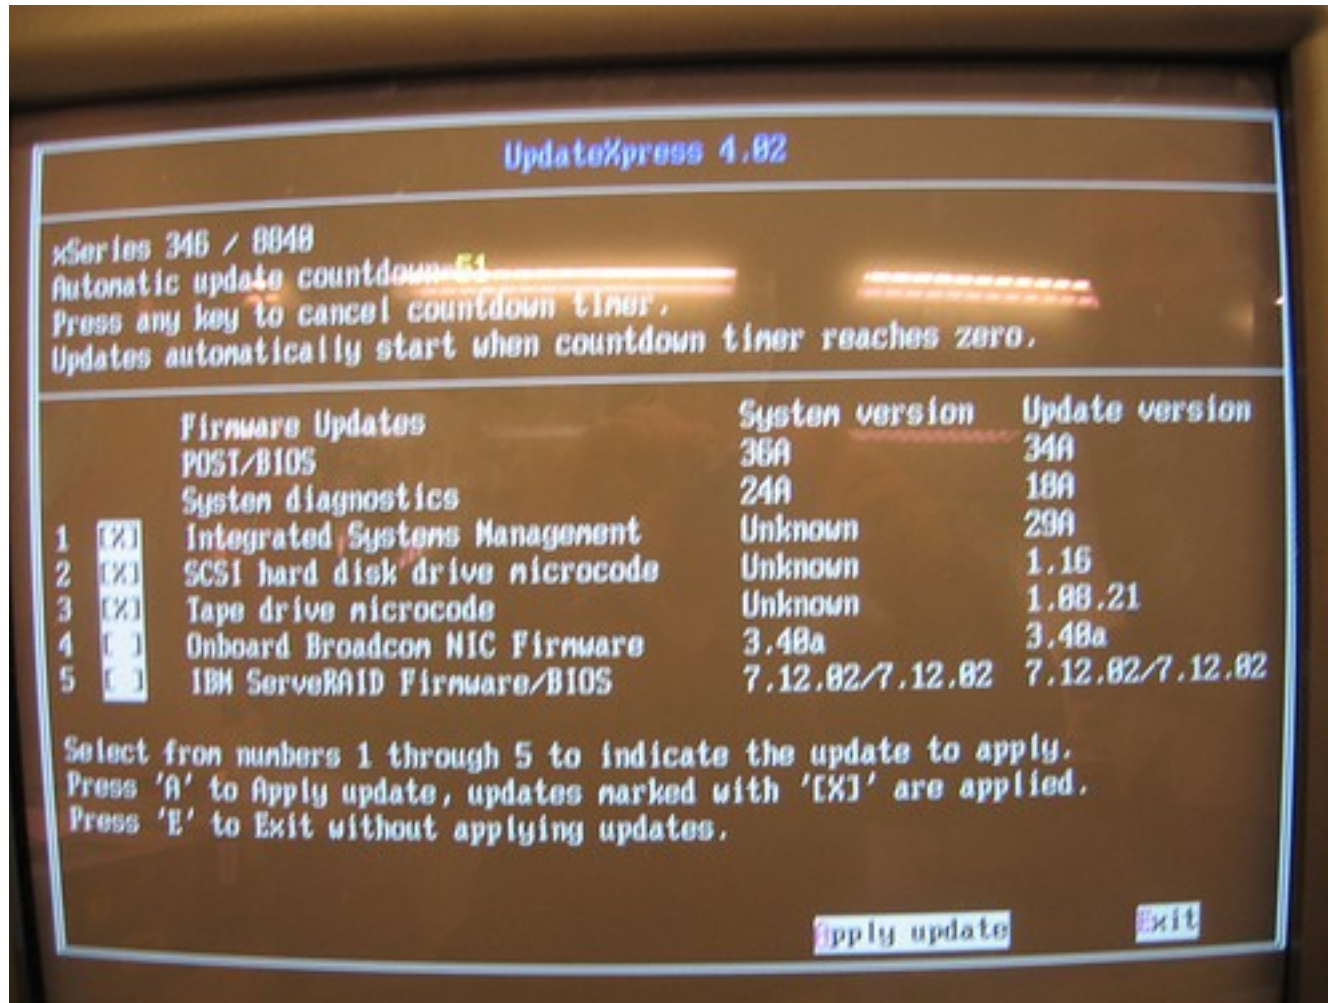 UpdateXpress 4.02
xSeries 346 / 8840
Automatic update countdown 51
Press any key to cancel countdown timer.
Updates automatically start when countdown timer reaches zero.
Firmware Updates System version Update version
POST/BIOS 36A 34A
System diagnostics 24A 18A
1 [X] Integrated Systems Management Unknown 29A
2 [X] SCSI hard disk drive microcode Unknown 1.16
3 [X] Tape drive microcode Unknown 1.08.21
4 [ ] Onboard Broadcom NIC Firmware 3.40a 3.40a
5 [ ] IBM ServeRAID Firmware/BIOS 7.12.02/7.12.02 7.12.02/7.12.02
Select from numbers 1 through 5 to indicate the update to apply.
Press 'A' to Apply update, updates marked with '[X]' are applied.
Press 'E' to Exit without applying updates.
Apply update Exit